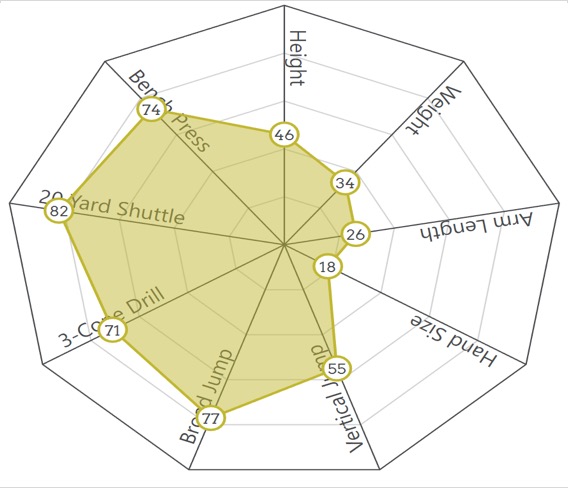 Height
46
Weight
34
Arm Length
26
Hand Size
18
Vertical Jump
55
Broad Jump
77
3-Cone Drill
71
20 Yard Shuttle
82
Bench Press
74